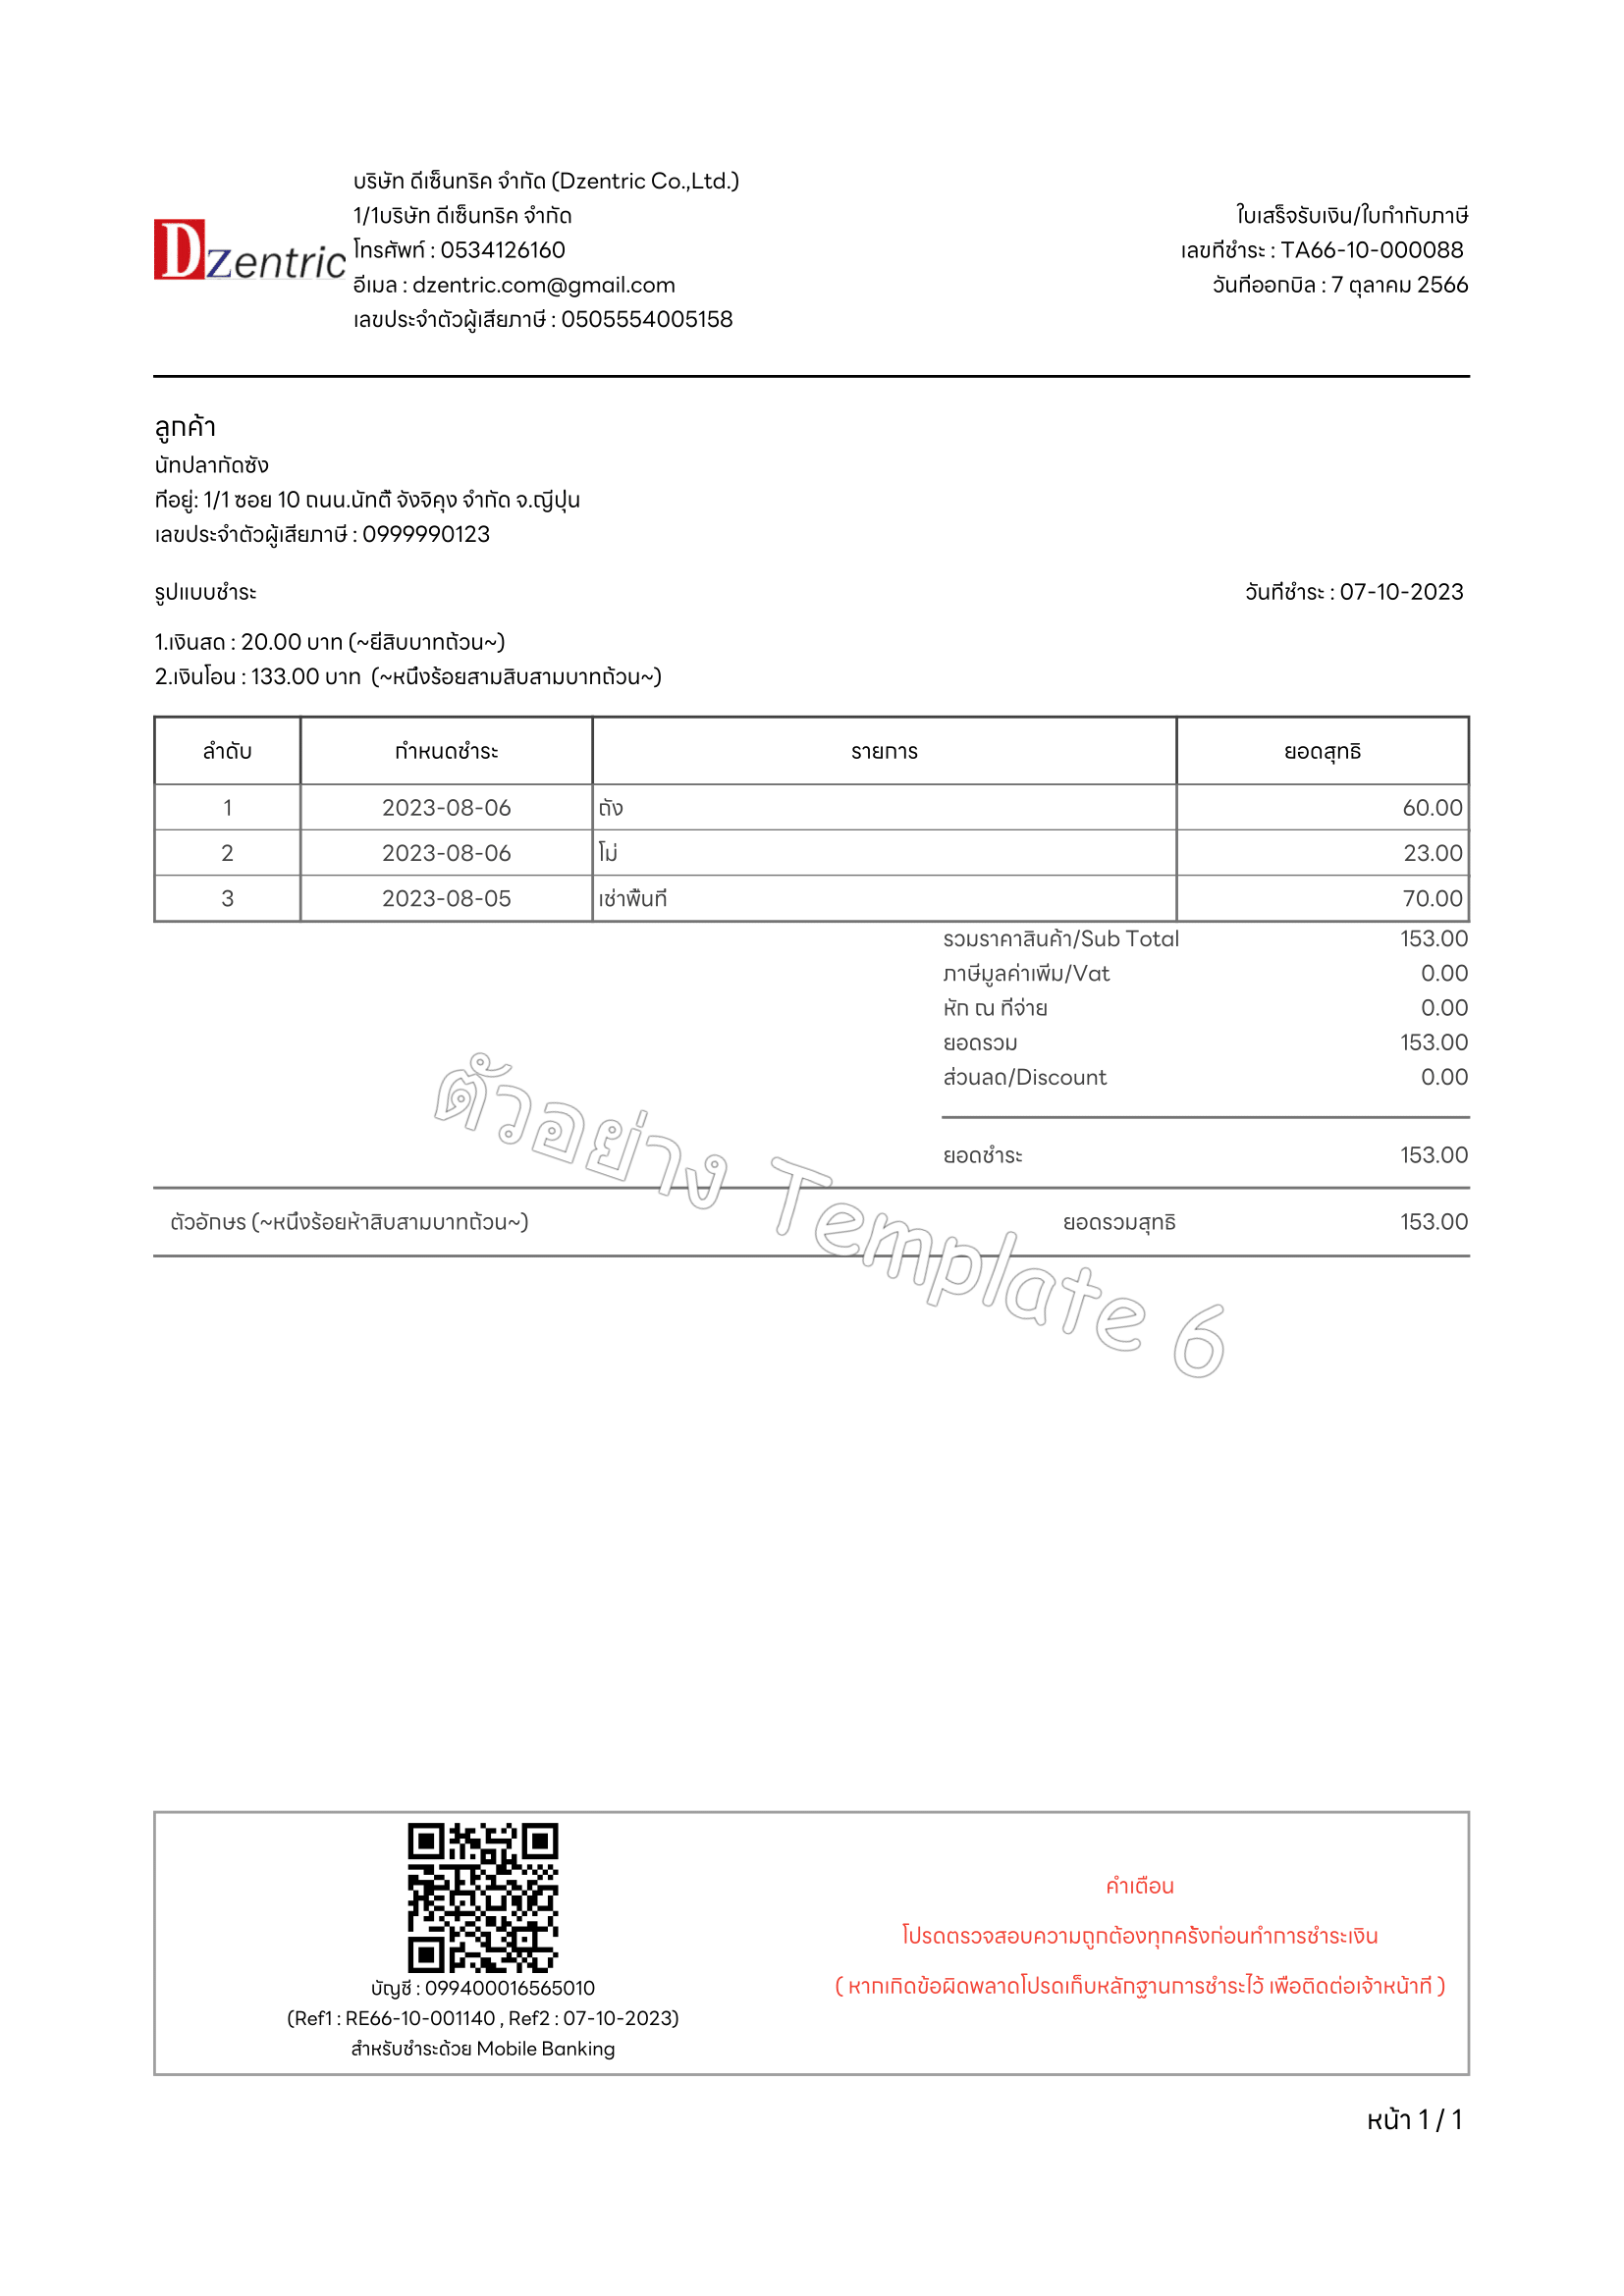 Dzentric
บริษัท ดีเซ็นทริค จำกัด (Dzentric Co.,Ltd.)
1/1บริษัท ดีเซ็นทริค จำกัด
โทรศัพท์ : 0534126160
อีเมล : dzentric.com@gmail.com
เลขประจำตัวผู้เสียภาษี : 0505554005158
ใบเสร็จรับเงิน/ใบกำกับภาษี
เลขที่ชำระ : TA66-10-000088
วันที่ออกบิล : 7 ตุลาคม 2566
ลูกค้า
นัทปลากัดซัง
ที่อยู่: 1/1 ซอย 10 ถนน.นัทตี้ จังจิคุง จำกัด จ.ญี่ปุ่น
เลขประจำตัวผู้เสียภาษี : 0999990123
รูปแบบชำระ วันที่ชำระ : 07-10-2023
1.เงินสด : 20.00 บาท (~ยี่สิบบาทถ้วน~)
2.เงินโอน : 133.00 บาท (~หนึ่งร้อยสามสิบสามบาทถ้วน~)
ลำดับ กำหนดชำระ รายการ ยอดสุทธิ
1 2023-08-06 ถัง 60.00
2 2023-08-06 โม่ 23.00
3 2023-08-05 เช่าพื้นที่ 70.00
รวมราคาสินค้า/Sub Total 153.00
ภาษีมูลค่าเพิ่ม/Vat 0.00
หัก ณ ที่จ่าย 0.00
ยอดรวม 153.00
ส่วนลด/Discount 0.00
ยอดชำระ 153.00
ตัวอักษร (~หนึ่งร้อยห้าสิบสามบาทถ้วน~) ยอดรวมสุทธิ 153.00
ตัวอย่าง Template 6
บัญชี : 099400016565010
(Ref1 : RE66-10-001140 , Ref2 : 07-10-2023)
สำหรับชำระด้วย Mobile Banking
คำเตือน
โปรดตรวจสอบความถูกต้องทุกครั้งก่อนทำการชำระเงิน
( หากเกิดข้อผิดพลาดโปรดเก็บหลักฐานการชำระไว้ เพื่อติดต่อเจ้าหน้าที่ )
หน้า 1 / 1